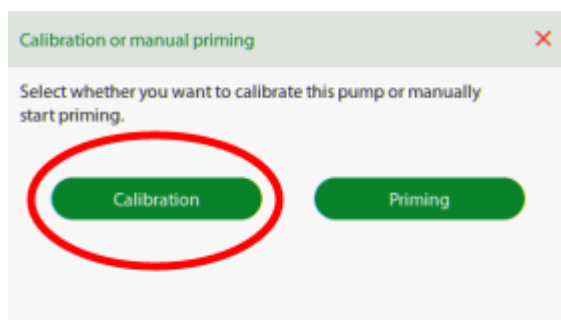 Calibration or manual priming
Select whether you want to calibrate this pump or manually
start priming.
Calibration
Priming